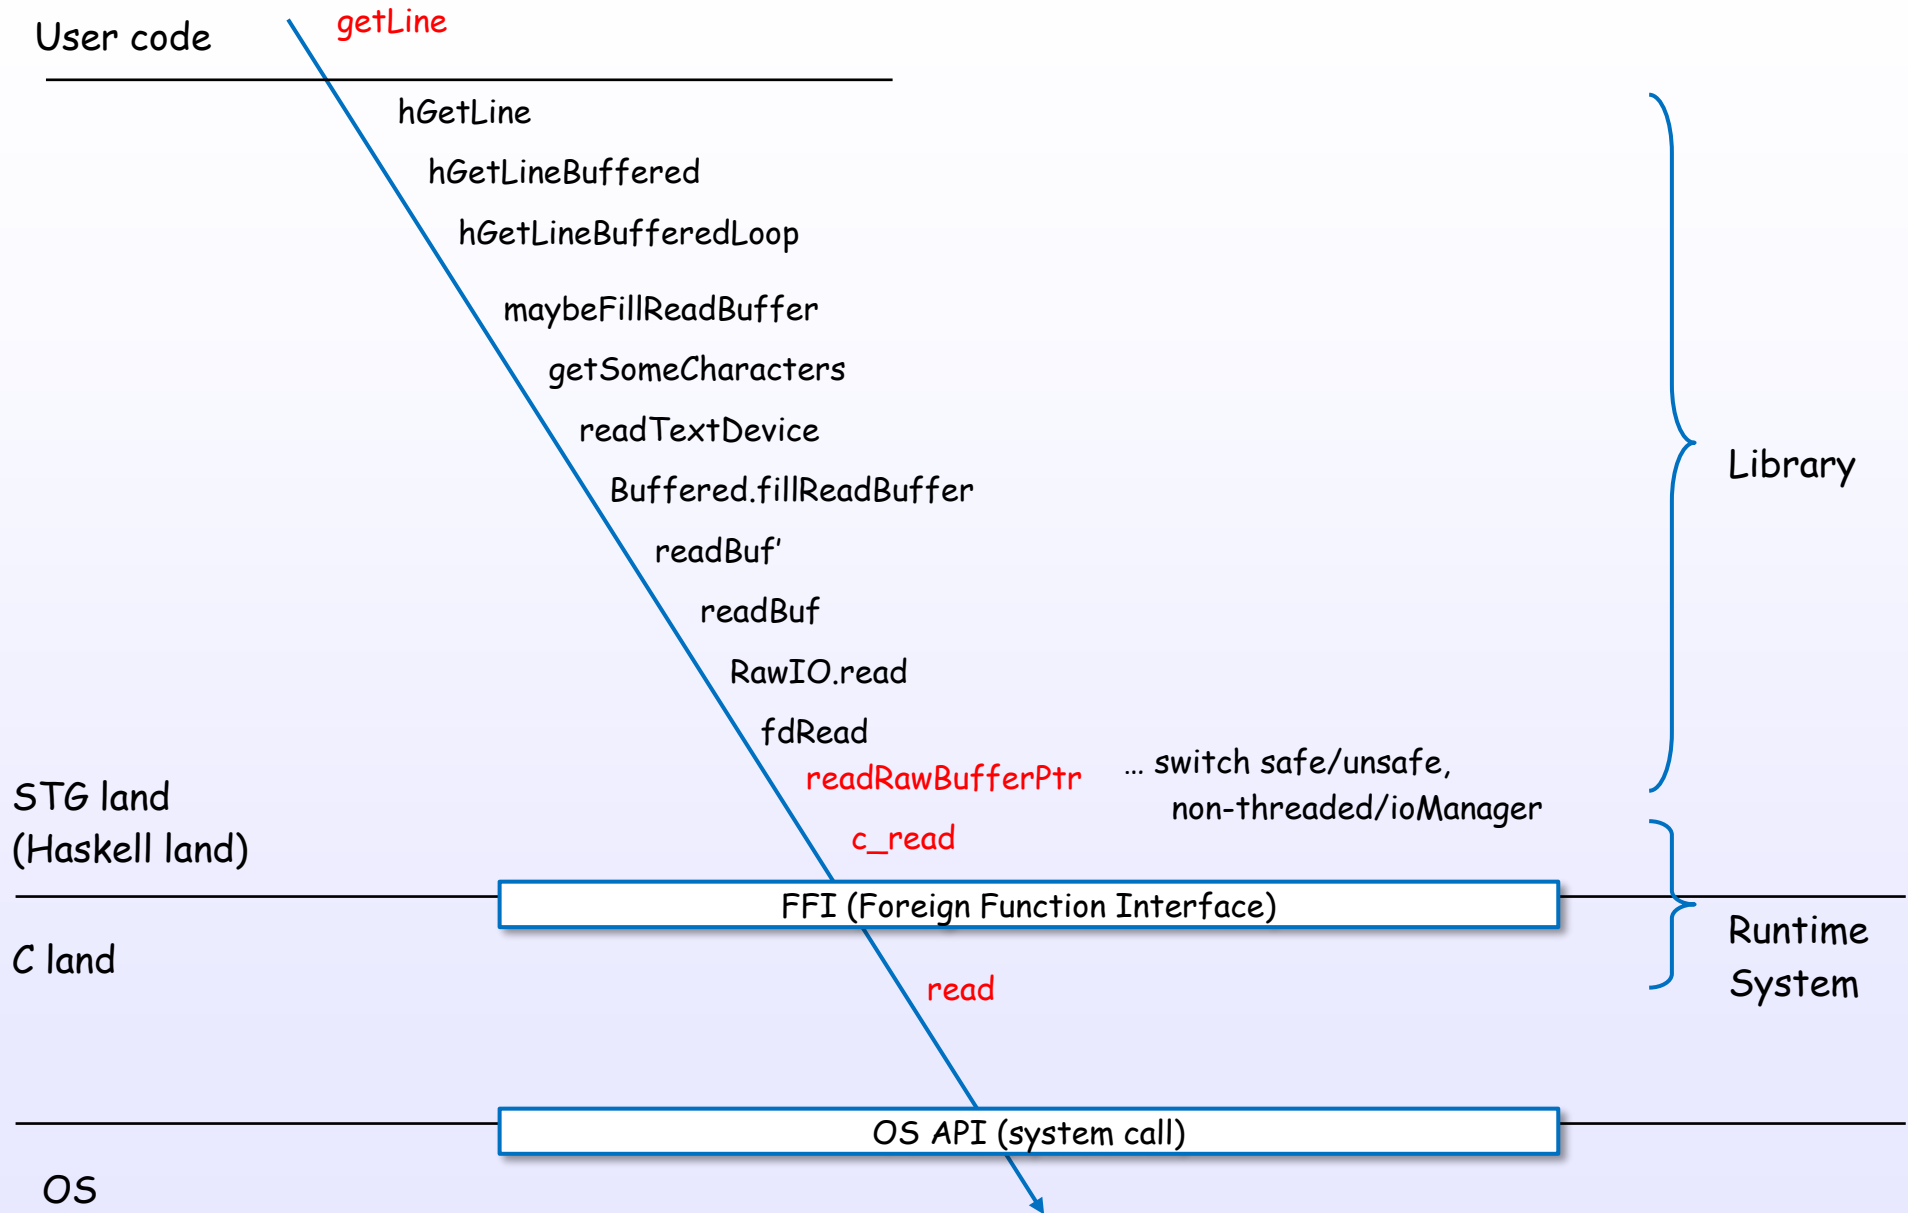 User code
getLine
hGetLine
hGetLineBuffered
hGetLineBufferedLoop
maybeFillReadBuffer
getSomeCharacters
readTextDevice
Buffered.fillReadBuffer
readBuf’
readBuf
RawIO.read
fdRead
readRawBufferPtr
... switch safe/unsafe,
non-threaded/ioManager
c_read
Library
STG land
(Haskell land)
FFI (Foreign Function Interface)
C land
read
Runtime
System
OS API (system call)
OS